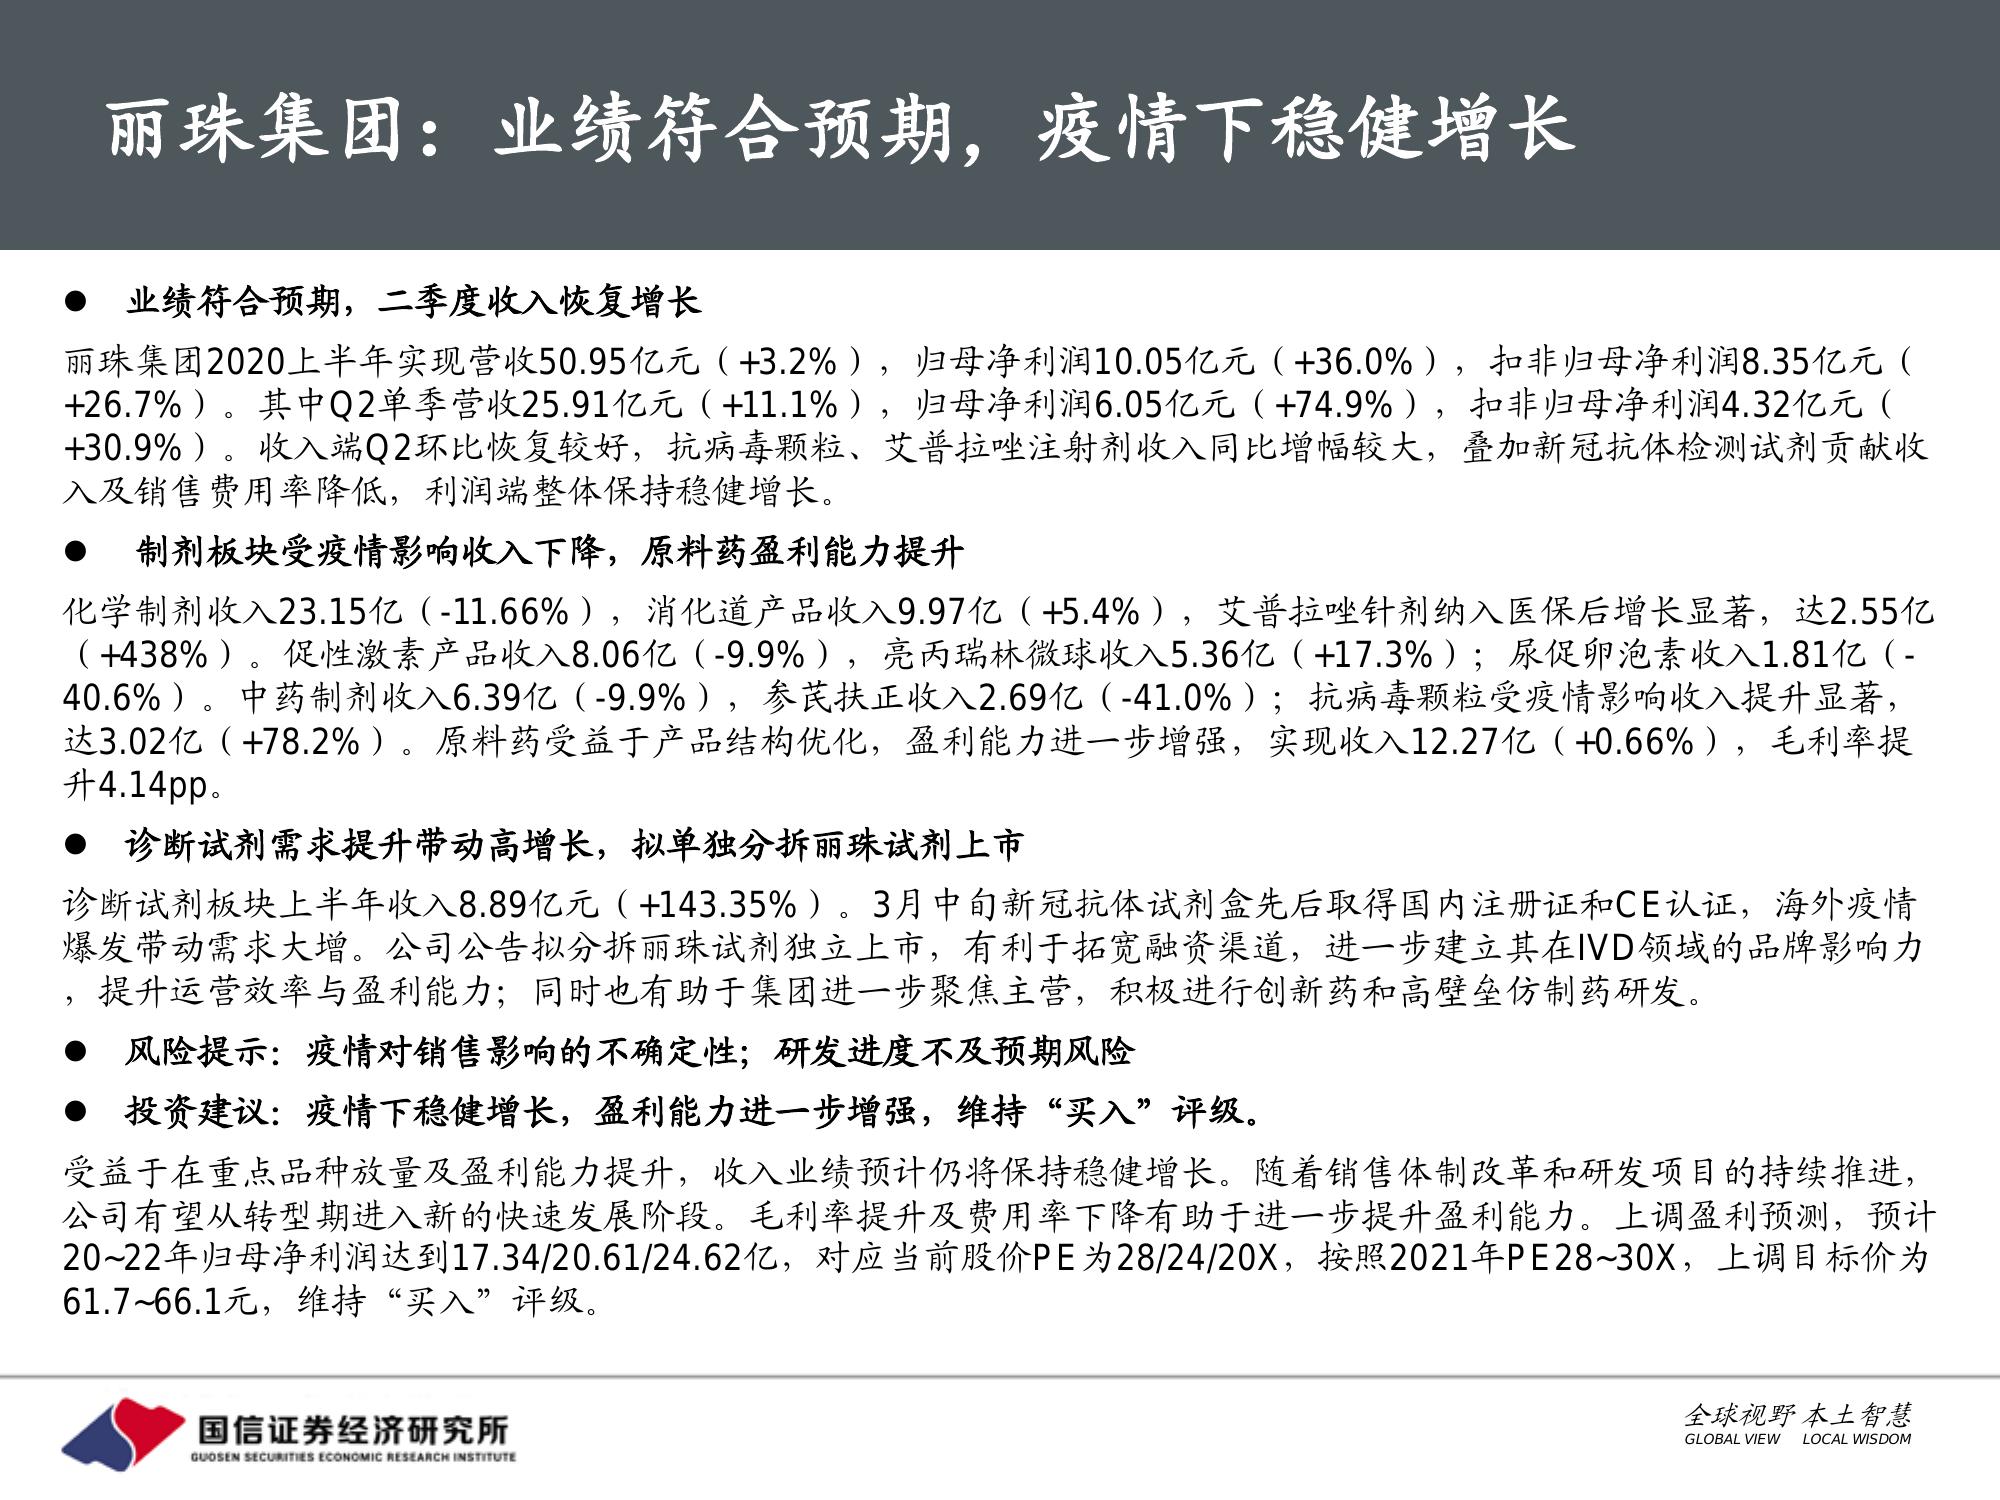 丽珠集团：业绩符合预期，疫情下稳健增长
● 业绩符合预期，二季度收入恢复增长
丽珠集团2020上半年实现营收50.95亿元（+3.2%），归母净利润10.05亿元（+36.0%），扣非归母净利润8.35亿元（
+26.7%）。其中Q2单季营收25.91亿元（+11.1%），归母净利润6.05亿元（+74.9%），扣非归母净利润4.32亿元（
+30.9%）。收入端Q2环比恢复较好，抗病毒颗粒、艾普拉唑注射剂收入同比增幅较大，叠加新冠抗体检测试剂贡献收
入及销售费用率降低，利润端整体保持稳健增长。
● 制剂板块受疫情影响收入下降，原料药盈利能力提升
化学制剂收入23.15亿（-11.66%），消化道产品收入9.97亿（+5.4%），艾普拉唑针剂纳入医保后增长显著，达2.55亿
（+438%）。促性激素产品收入8.06亿（-9.9%），亮丙瑞林微球收入5.36亿（+17.3%）；尿促卵泡素收入1.81亿（-
40.6%）。中药制剂收入6.39亿（-9.9%），参芪扶正收入2.69亿（-41.0%）；抗病毒颗粒受疫情影响收入提升显著，
达3.02亿（+78.2%）。原料药受益于产品结构优化，盈利能力进一步增强，实现收入12.27亿（+0.66%），毛利率提
升4.14pp。
● 诊断试剂需求提升带动高增长，拟单独分拆丽珠试剂上市
诊断试剂板块上半年收入8.89亿元（+143.35%）。3月中旬新冠抗体试剂盒先后取得国内注册证和CE认证，海外疫情
爆发带动需求大增。公司公告拟分拆丽珠试剂独立上市，有利于拓宽融资渠道，进一步建立其在IVD领域的品牌影响力
，提升运营效率与盈利能力；同时也有助于集团进一步聚焦主营，积极进行创新药和高壁垒仿制药研发。
● 风险提示：疫情对销售影响的不确定性；研发进度不及预期风险
● 投资建议：疫情下稳健增长，盈利能力进一步增强，维持“买入”评级。
受益于在重点品种放量及盈利能力提升，收入业绩预计仍将保持稳健增长。随着销售体制改革和研发项目的持续推进，
公司有望从转型期进入新的快速发展阶段。毛利率提升及费用率下降有助于进一步提升盈利能力。上调盈利预测，预计
20~22年归母净利润达到17.34/20.61/24.62亿，对应当前股价PE为28/24/20X，按照2021年PE28~30X，上调目标价为
61.7~66.1元，维持“买入”评级。
国信证券经济研究所
GUOSEN SECURITIES ECONOMIC RESEARCH INSTITUTE
全球视野 本土智慧
GLOBAL VIEW LOCAL WISDOM